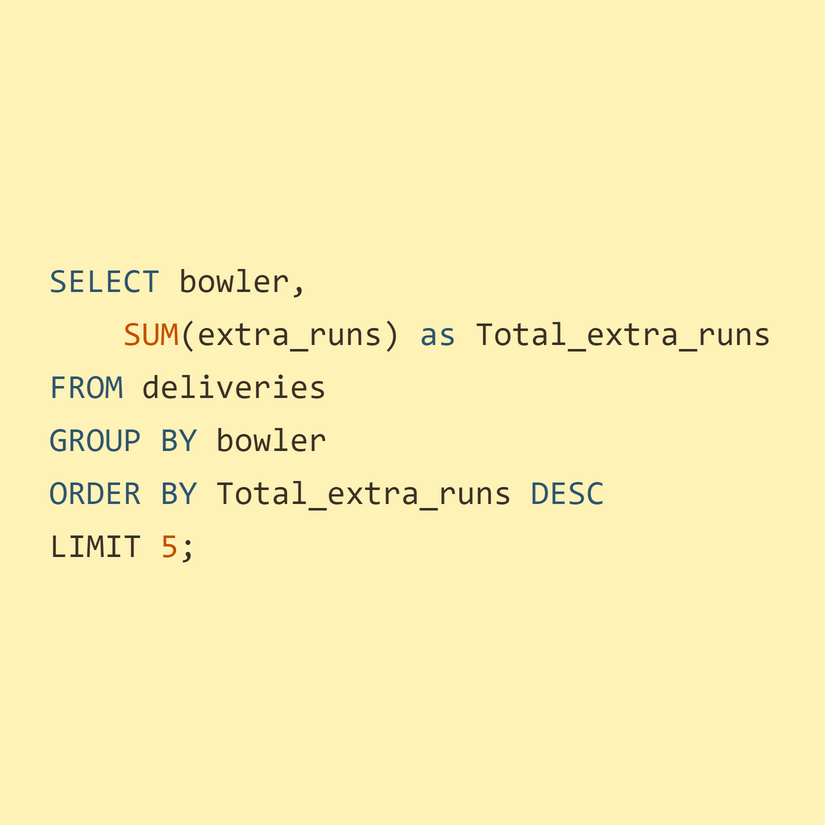 SELECT bowler,
    SUM(extra_runs) as Total_extra_runs
FROM deliveries
GROUP BY bowler
ORDER BY Total_extra_runs DESC
LIMIT 5;